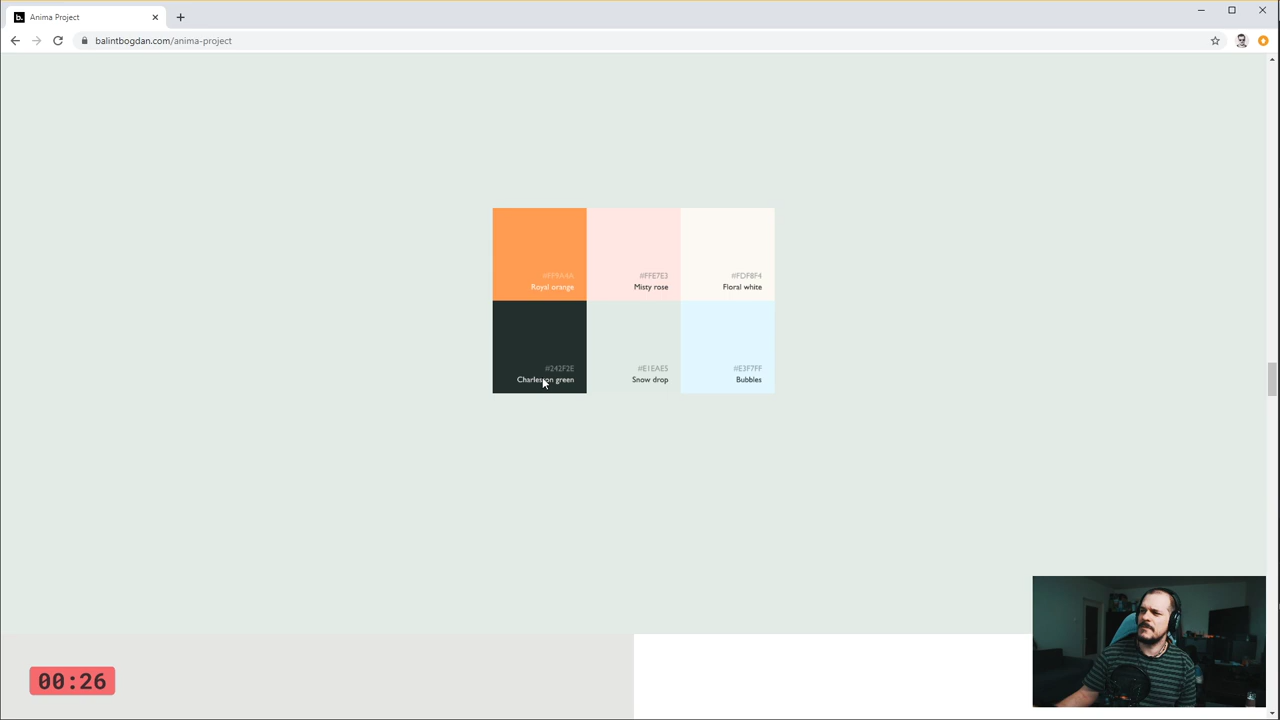 b. Anima Project
balintbogdan.com/anima-project
#FF9A4A
Royal orange
#FFE7E3
Misty rose
#FDF8F4
Floral white
#242F2E
Charleston green
#E1EAE5
Snow drop
#E3F7FF
Bubbles
00:26